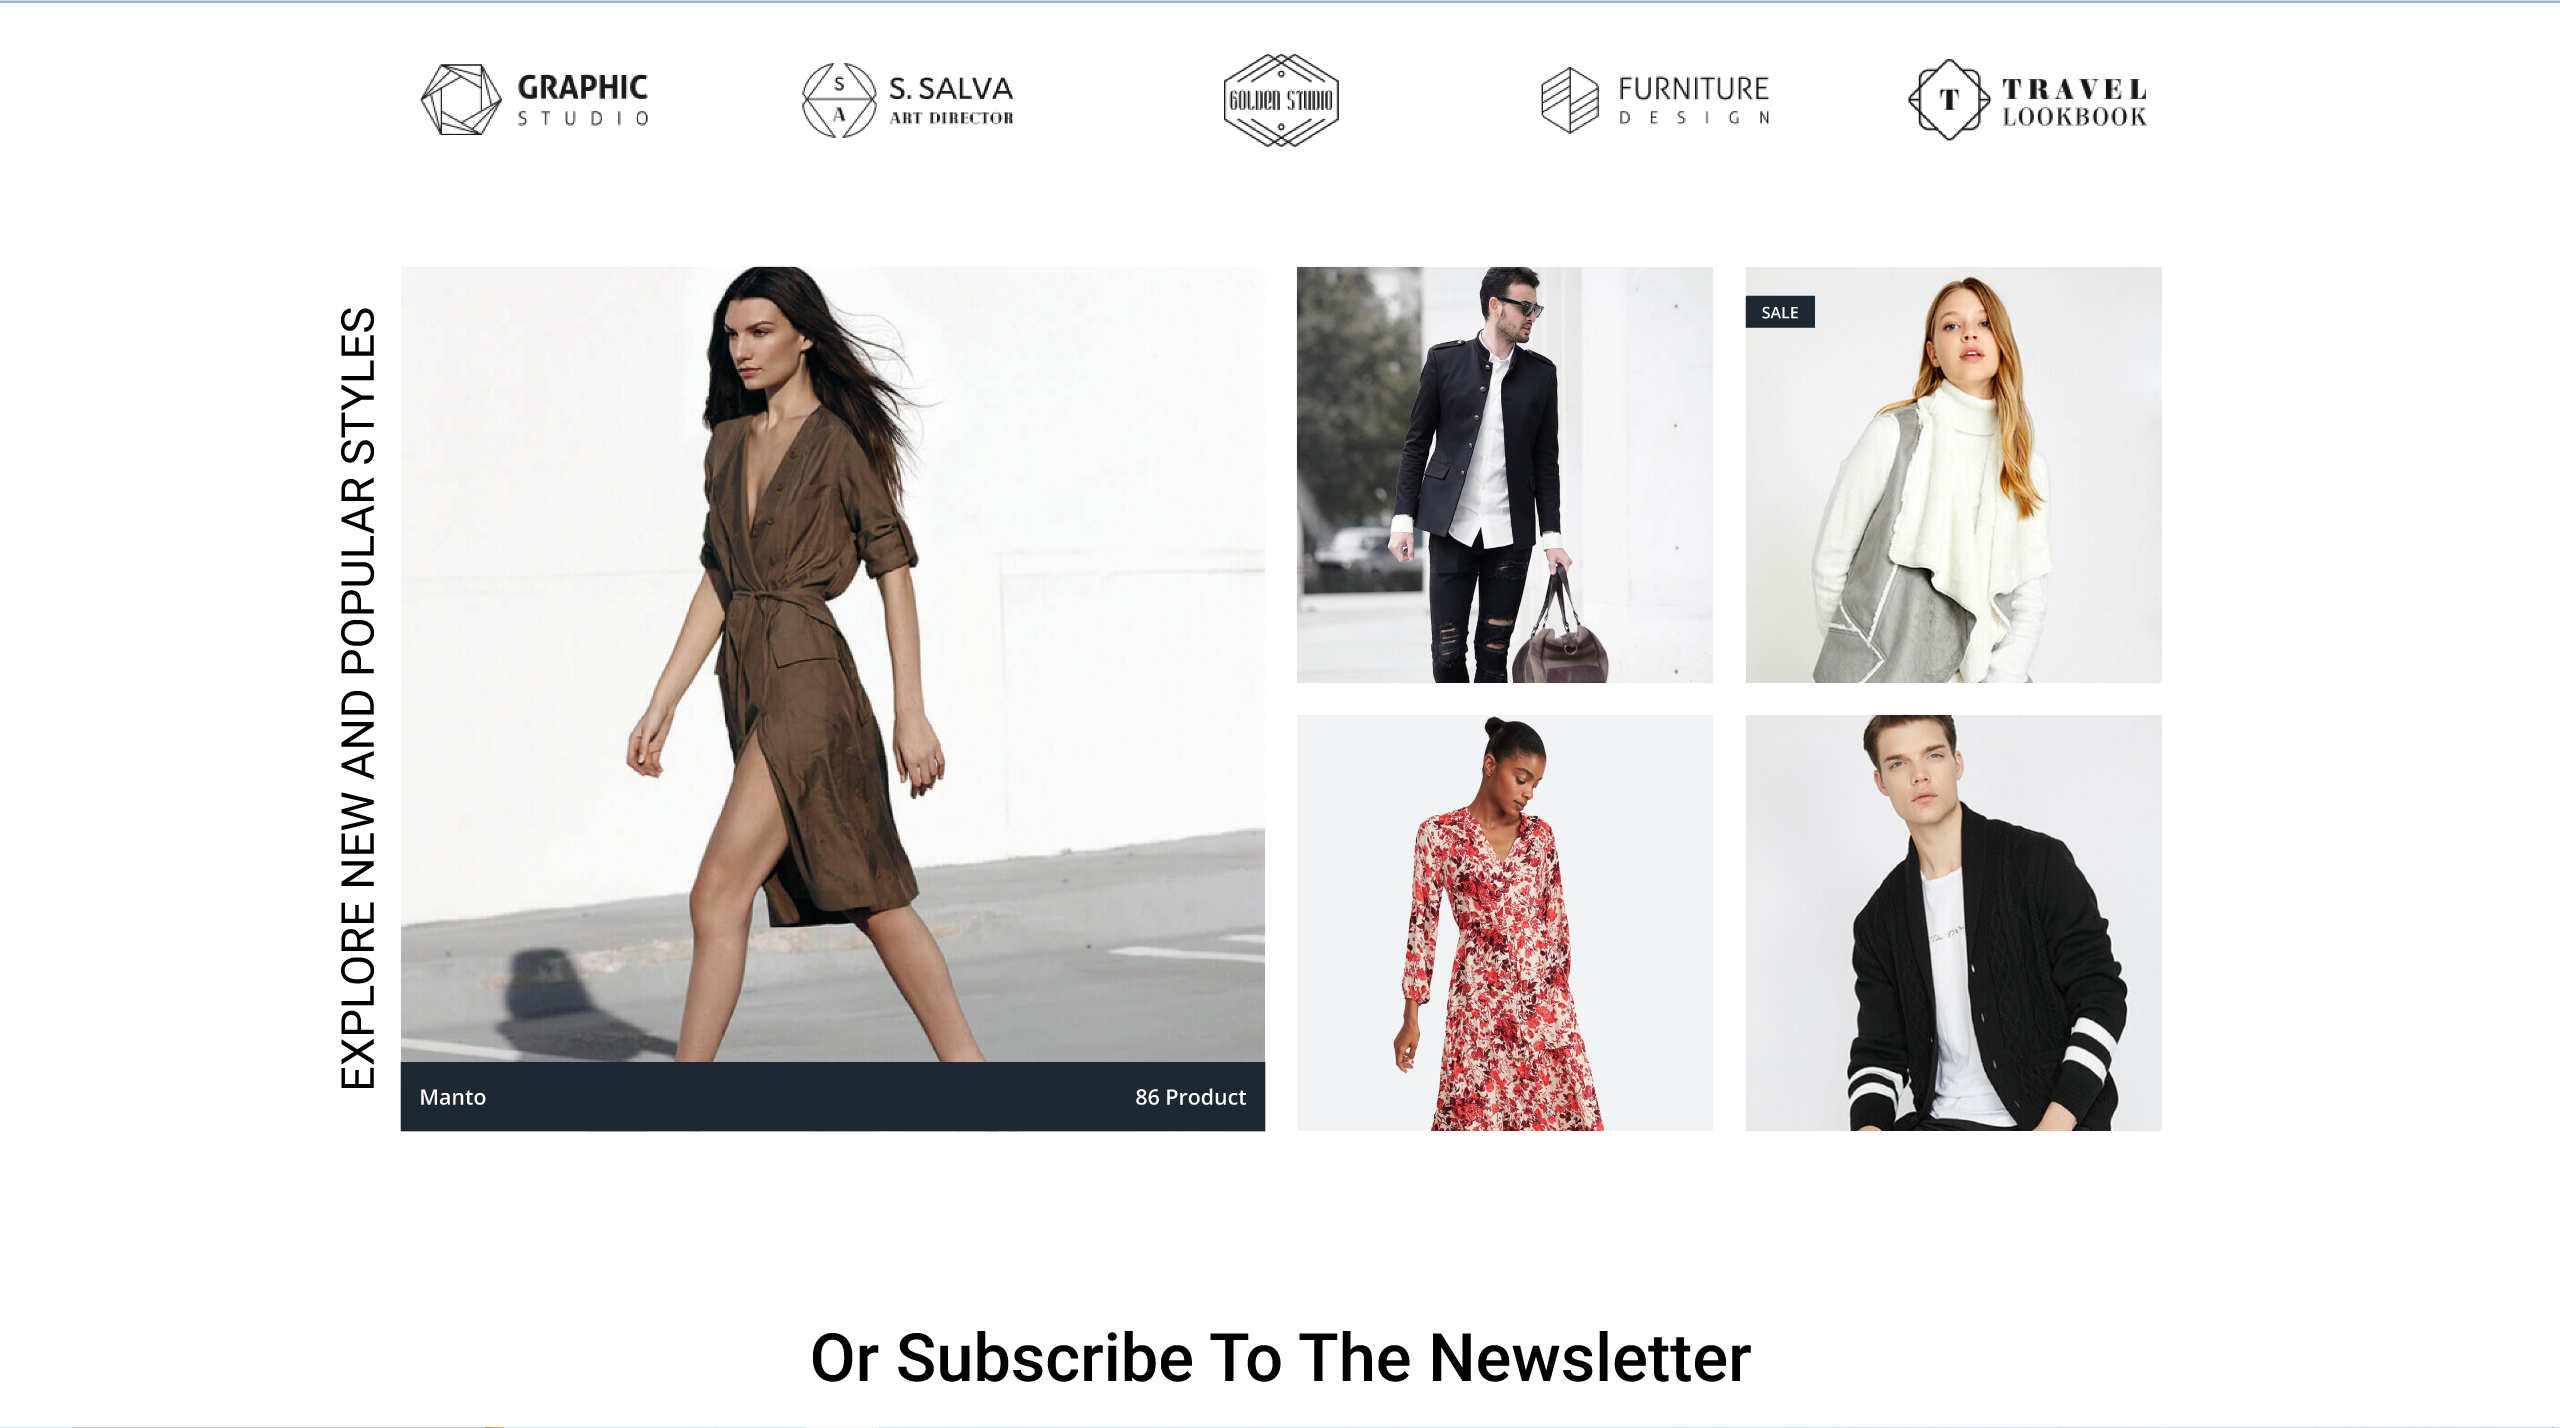 GRAPHIC
STUDIO
S
A
S. SALVA
ART DIRECTOR
GOLDEN STUDIO
FURNITURE
DESIGN
T
TRAVEL
LOOKBOOK
EXPLORE NEW AND POPULAR STYLES
SALE
Manto
86 Product
Or Subscribe To The Newsletter